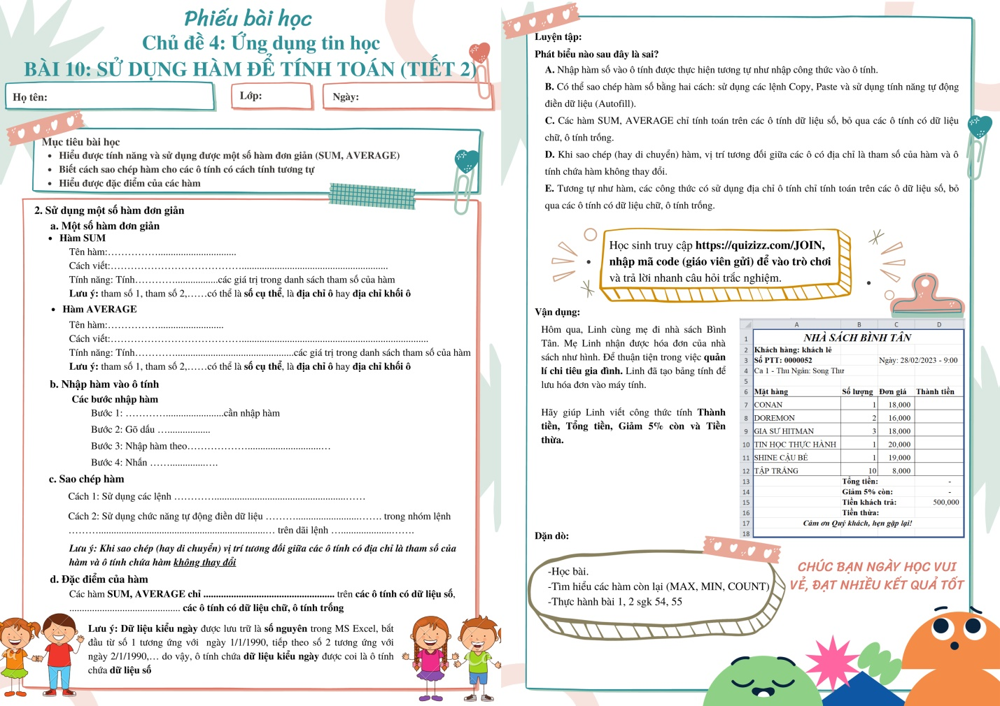 Phiếu bài học
Chủ đề 4: Ứng dụng tin học
BÀI 10: SỬ DỤNG HÀM ĐỂ TÍNH TOÁN (TIẾT 2)
Họ tên:
Lớp:
Ngày:
Mục tiêu bài học
• Hiểu được tính năng và sử dụng được một số hàm đơn giản (SUM, AVERAGE)
• Biết cách sao chép hàm cho các ô tính có cách tính tương tự
• Hiểu được đặc điểm của các hàm
2. Sử dụng một số hàm đơn giản
a. Một số hàm đơn giản
• Hàm SUM
Tên hàm:……………................................
Cách viết:…………………………………...........................................................
Tính năng: Tính…………..................các giá trị trong danh sách tham số của hàm
Lưu ý: tham số 1, tham số 2,……có thể là số cụ thể, là địa chỉ ô hay địa chỉ khối ô
• Hàm AVERAGE
Tên hàm:……………...........................
Cách viết:…………………………………...........................................................................
Tính năng: Tính………….................................................các giá trị trong danh sách tham số của hàm
Lưu ý: tham số 1, tham số 2,……có thể là số cụ thể, là địa chỉ ô hay địa chỉ khối ô
b. Nhập hàm vào ô tính
Các bước nhập hàm
Bước 1: …………........................cần nhập hàm
Bước 2: Gõ dấu …..................
Bước 3: Nhập hàm theo………………..............................…
Bước 4: Nhấn ……...............….
c. Sao chép hàm
Cách 1: Sử dụng các lệnh …………....................................................……
Cách 2: Sử dụng chức năng tự động điền dữ liệu ………..........................……. trong nhóm lệnh
………...................................................................... trên dãi lệnh …....................…….
Lưu ý: Khi sao chép (hay di chuyển) vị trí tương đối giữa các ô tính có địa chỉ là tham số của
hàm và ô tính chứa hàm không thay đổi
d. Đặc điểm của hàm
Các hàm SUM, AVERAGE chỉ .................................................... trên các ô tính có dữ liệu số,
............................................ các ô tính có dữ liệu chữ, ô tính trống
Lưu ý: Dữ liệu kiểu ngày được lưu trữ là số nguyên trong MS Excel, bắt
đầu từ số 1 tương ứng với ngày 1/1/1990, tiếp theo số 2 tương ứng với
ngày 2/1/1990,… do vậy, ô tính chứa dữ liệu kiểu ngày được coi là ô tính
chứa dữ liệu số
Luyện tập:
Phát biểu nào sau đây là sai?
A. Nhập hàm số vào ô tính được thực hiện tương tự như nhập công thức vào ô tính.
B. Có thể sao chép hàm số bằng hai cách: sử dụng các lệnh Copy, Paste và sử dụng tính năng tự động
điền dữ liệu (Autofill).
C. Các hàm SUM, AVERAGE chỉ tính toán trên các ô tính dữ liệu số, bỏ qua các ô tính có dữ liệu
chữ, ô tính trống.
D. Khi sao chép (hay di chuyển) hàm, vị trí tương đối giữa các ô có địa chỉ là tham số của hàm và ô
tính chứa hàm không thay đổi.
E. Tương tự như hàm, các công thức có sử dụng địa chỉ ô tính chỉ tính toán trên các ô dữ liệu số, bỏ
qua các ô tính có dữ liệu chữ, ô tính trống.
Học sinh truy cập https://quizizz.com/JOIN,
nhập mã code (giáo viên gửi) để vào trò chơi
và trả lời nhanh câu hỏi trắc nghiệm.
Vận dụng:
Hôm qua, Linh cùng mẹ đi nhà sách Bình
Tân. Mẹ Linh nhận được hóa đơn của nhà
sách như hình. Để thuận tiện trong việc quản
lí chi tiêu gia đình. Linh đã tạo bảng tính để
lưu hóa đơn vào máy tính.
Hãy giúp Linh viết công thức tính Thành
tiền, Tổng tiền, Giảm 5% còn và Tiền
thừa.
A B C D
1 NHÀ SÁCH BÌNH TÂN
2 Khách hàng: khách lẻ
3 Số PTT: 0000052 Ngày: 28/02/2023 - 9:00
4 Ca 1 - Thu Ngân: Song Thư
5
6 Mặt hàng Số lượng Đơn giá Thành tiền
7 CONAN 1 18,000
8 DOREMON 2 16,000
9 GIA SƯ HITMAN 3 18,000
10 TIN HỌC THỰC HÀNH 1 20,000
11 SHINE CẬU BÉ 1 19,000
12 TẬP TRẮNG 10 8,000
13 Tổng tiền: -
14 Giảm 5% còn: -
15 Tiền khách trả: 500,000
16 Tiền thừa:
17 Cảm ơn Quý khách, hẹn gặp lại!
18
Dặn dò:
-Học bài.
-Tìm hiểu các hàm còn lại (MAX, MIN, COUNT)
-Thực hành bài 1, 2 sgk 54, 55
CHÚC BẠN NGÀY HỌC VUI
VẺ, ĐẠT NHIỀU KẾT QUẢ TỐT